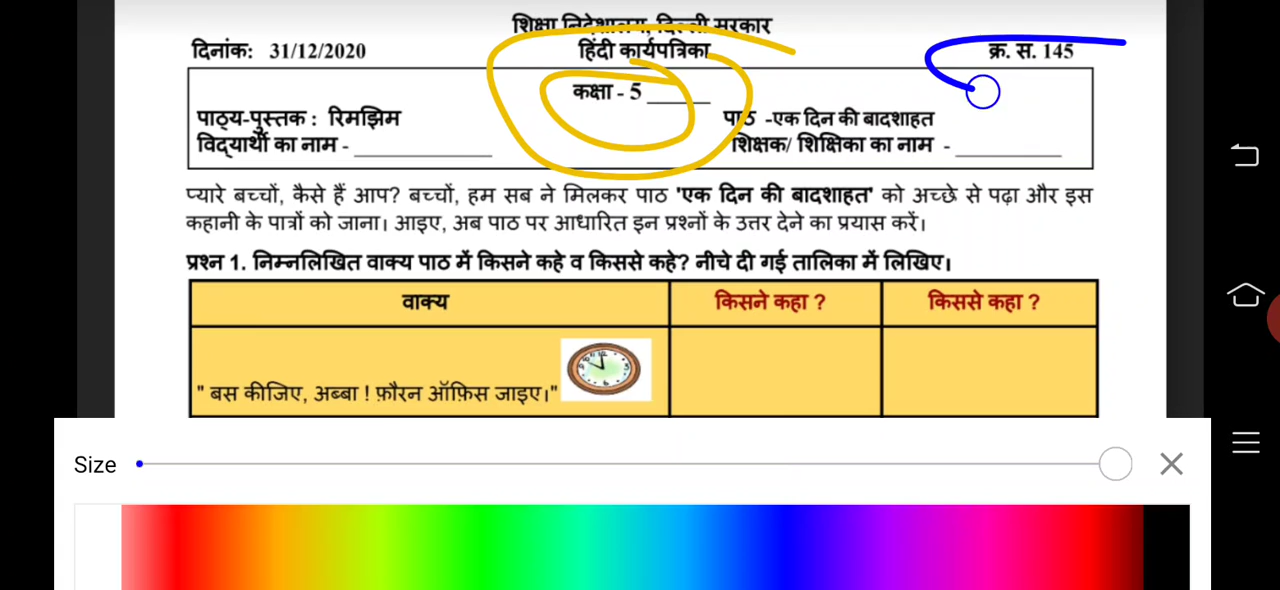 शिक्षा निदेशालय, दिल्ली सरकार
दिनांक: 31/12/2020 हिंदी कार्यपत्रिका क्र. स. 145
कक्षा - 5 _____
पाठ्य-पुस्तक : रिमझिम पाठ -एक दिन की बादशाहत
विद्यार्थी का नाम - ___________ शिक्षक/ शिक्षिका का नाम - _________
प्यारे बच्चों, कैसे हैं आप? बच्चों, हम सब ने मिलकर पाठ 'एक दिन की बादशाहत' को अच्छे से पढ़ा और इस
कहानी के पात्रों को जाना। आइए, अब पाठ पर आधारित इन प्रश्नों के उत्तर देने का प्रयास करें।
प्रश्न 1. निम्नलिखित वाक्य पाठ में किसने कहे व किससे कहे? नीचे दी गई तालिका में लिखिए।
वाक्य किसने कहा ? किससे कहा ?
" बस कीजिए, अब्बा ! फ़ौरन ऑफ़िस जाइए।"
Size